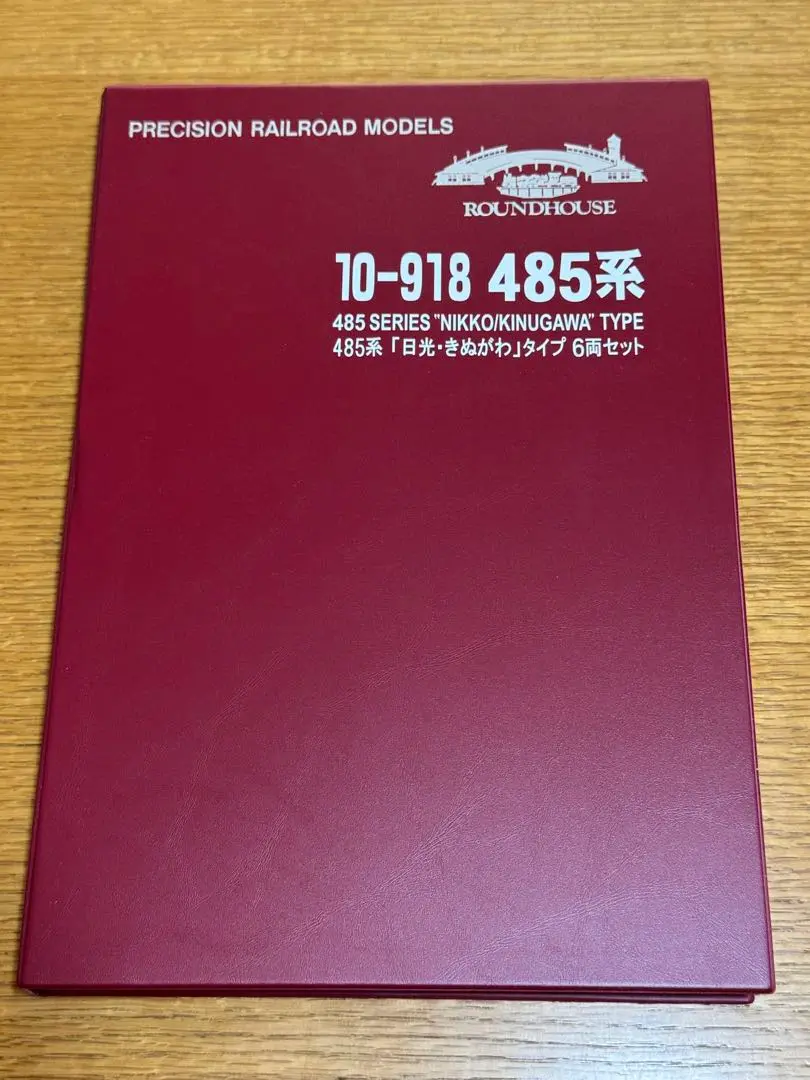 PRECISION RAILROAD MODELS
ROUNDHOUSE
10-918 485系
485 SERIES "NIKKO/KINUGAWA" TYPE
485系「日光・きぬがわ」タイプ 6両セット